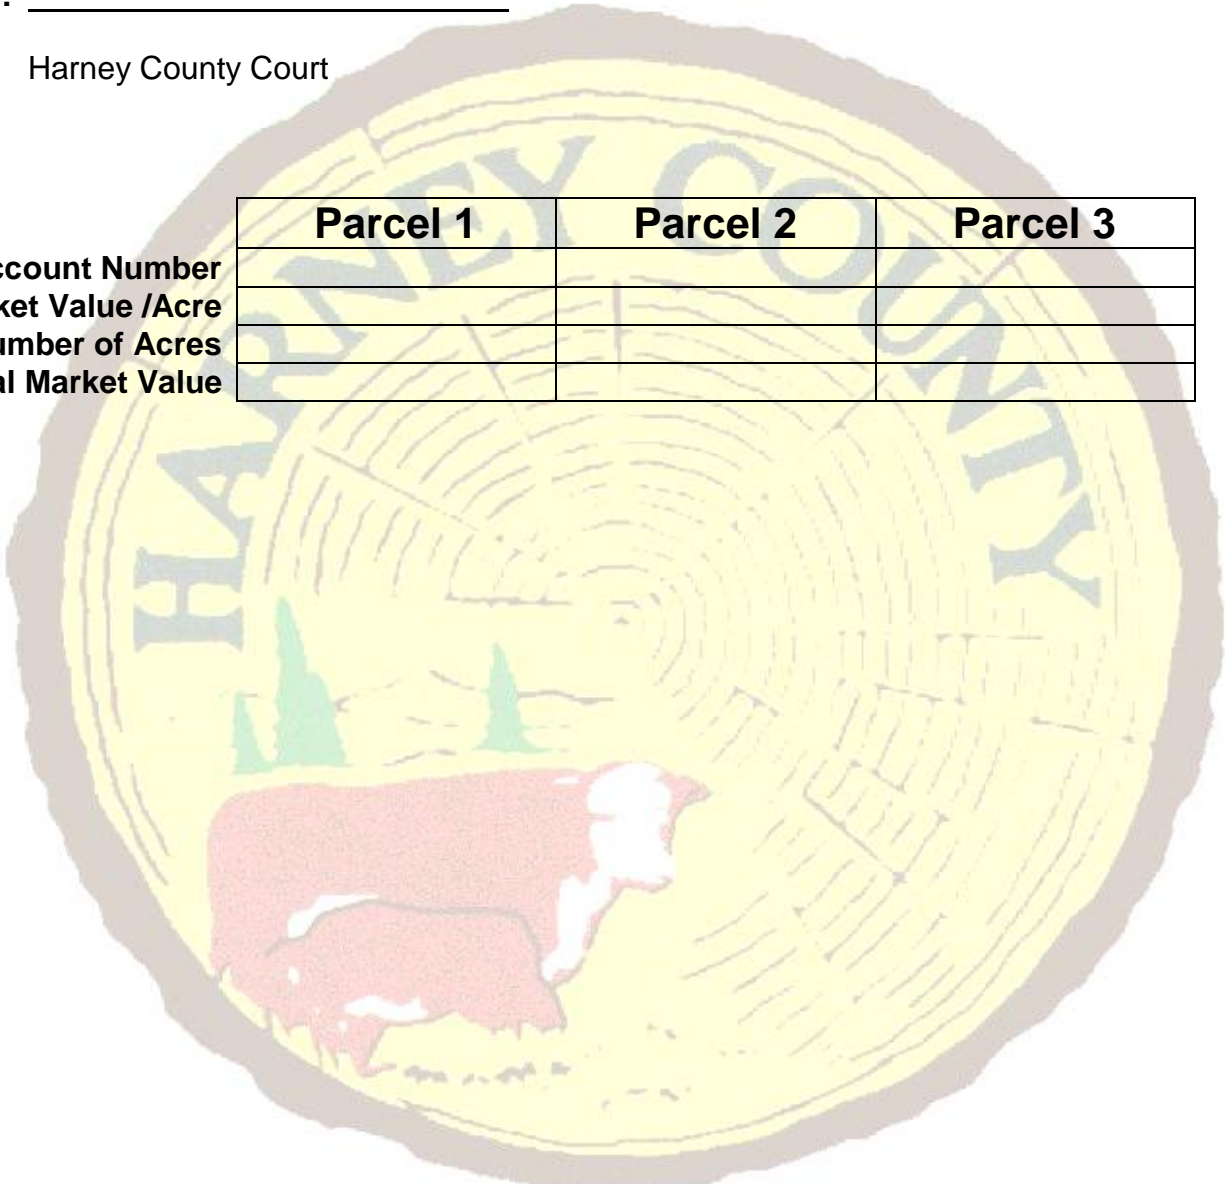 Harney County Court
HARNEY COUNTY
Parcel 1 Parcel 2 Parcel 3
ccount Number
ket Value /Acre
umber of Acres
al Market Value